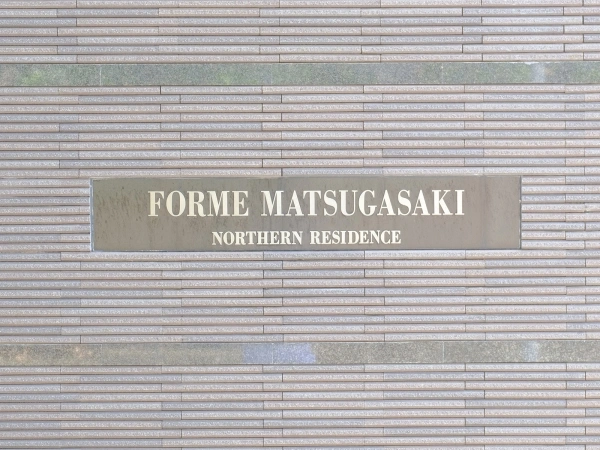 FORME MATSUGASAKI
NORTHERN RESIDENCE